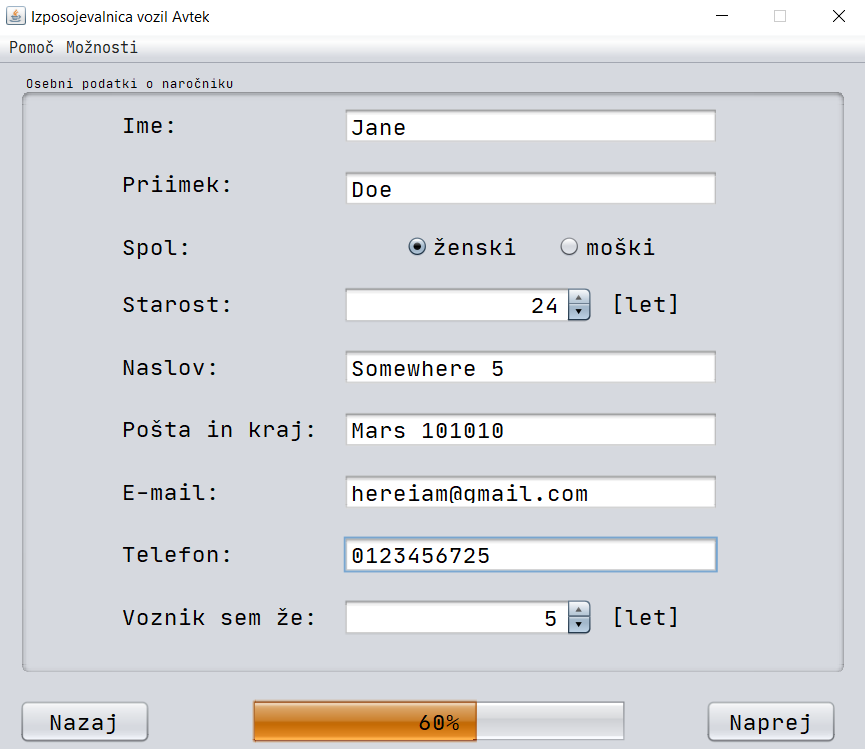 Izposojevalnica vozil Avtek
Pomoč Možnosti
Osebni podatki o naročniku
Ime: Jane
Priimek: Doe
Spol: ženski moški
Starost: 24 [let]
Naslov: Somewhere 5
Pošta in kraj: Mars 101010
E-mail: hereiam@gmail.com
Telefon: 0123456725
Voznik sem že: 5 [let]
Nazaj 60% Naprej